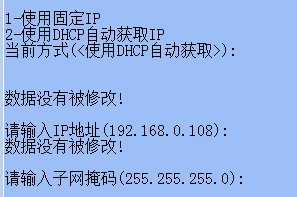 1-使用固定IP
2-使用DHCP自动获取IP
当前方式(<使用DHCP自动获取>):
数据没有被修改!
请输入IP地址(192.168.0.108):
数据没有被修改!
请输入子网掩码(255.255.255.0):